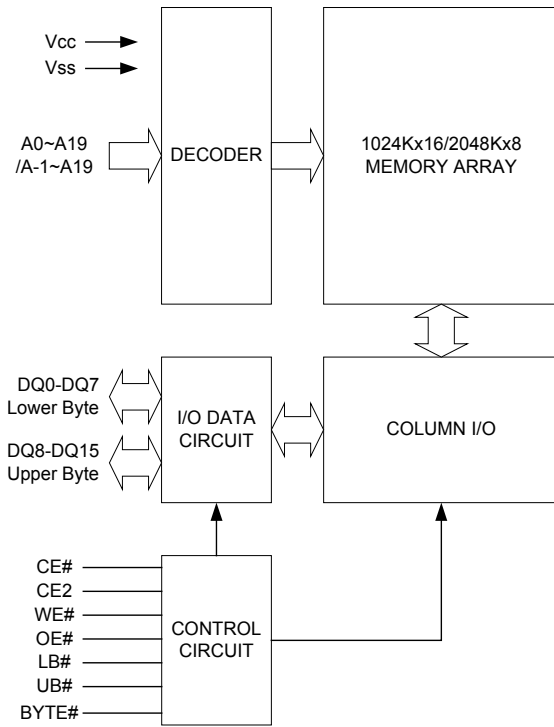 Vcc
Vss
A0~A19
/A-1~A19
DECODER
1024Kx16/2048Kx8
MEMORY ARRAY
DQ0-DQ7
Lower Byte
DQ8-DQ15
Upper Byte
I/O DATA
CIRCUIT
COLUMN I/O
CE#
CE2
WE#
OE#
LB#
UB#
BYTE#
CONTROL
CIRCUIT